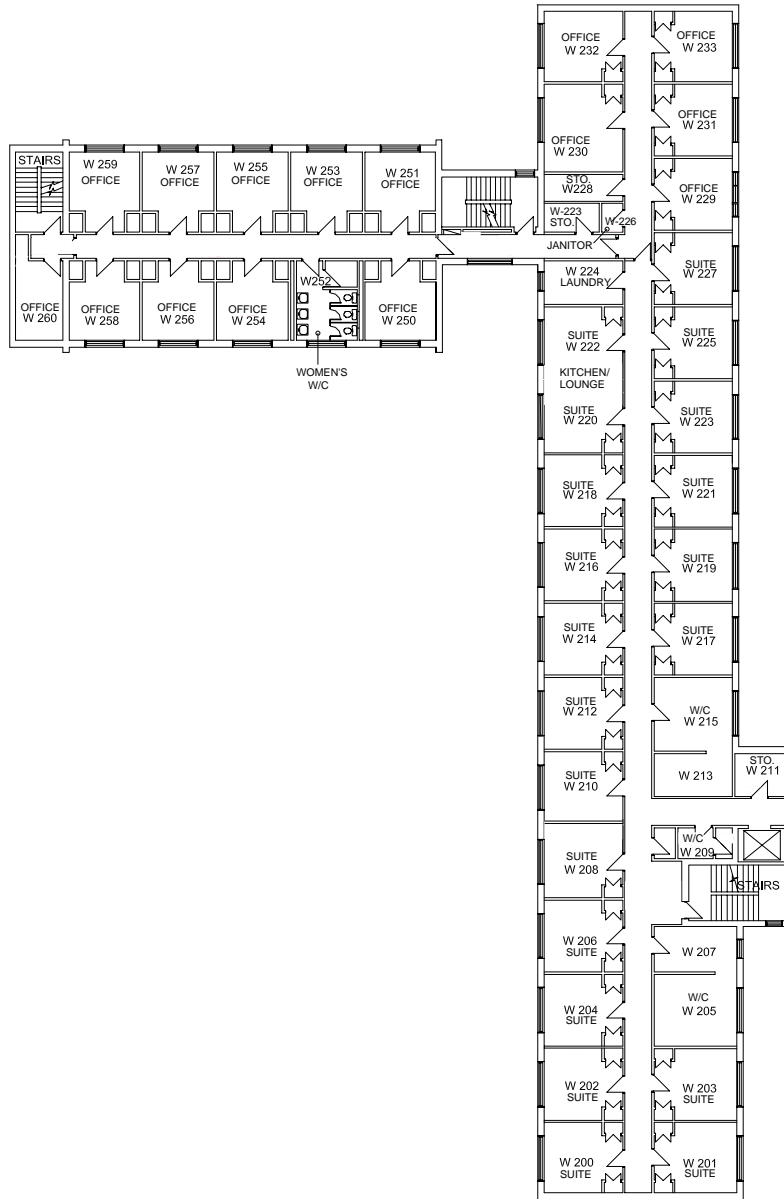 OFFICE
W 232
OFFICE
W 233
OFFICE
W 230
OFFICE
W 231
STAIRS
W 259
OFFICE
W 257
OFFICE
W 255
OFFICE
W 253
OFFICE
W 251
OFFICE
STO.
W228
OFFICE
W 229
W-223
STO.
W-226
JANITOR
W 224
LAUNDRY
SUITE
W 227
OFFICE
W 260
OFFICE
W 258
OFFICE
W 256
OFFICE
W 254
W252
OFFICE
W 250
WOMEN'S
W/C
SUITE
W 222
SUITE
W 225
KITCHEN/
LOUNGE
SUITE
W 220
SUITE
W 223
SUITE
W 218
SUITE
W 221
SUITE
W 216
SUITE
W 219
SUITE
W 214
SUITE
W 217
SUITE
W 212
W/C
W 215
SUITE
W 210
W 213
STO.
W 211
W/C
W 209
SUITE
W 208
STAIRS
W 206
SUITE
W 207
W 204
SUITE
W/C
W 205
W 202
SUITE
W 203
SUITE
W 200
SUITE
W 201
SUITE